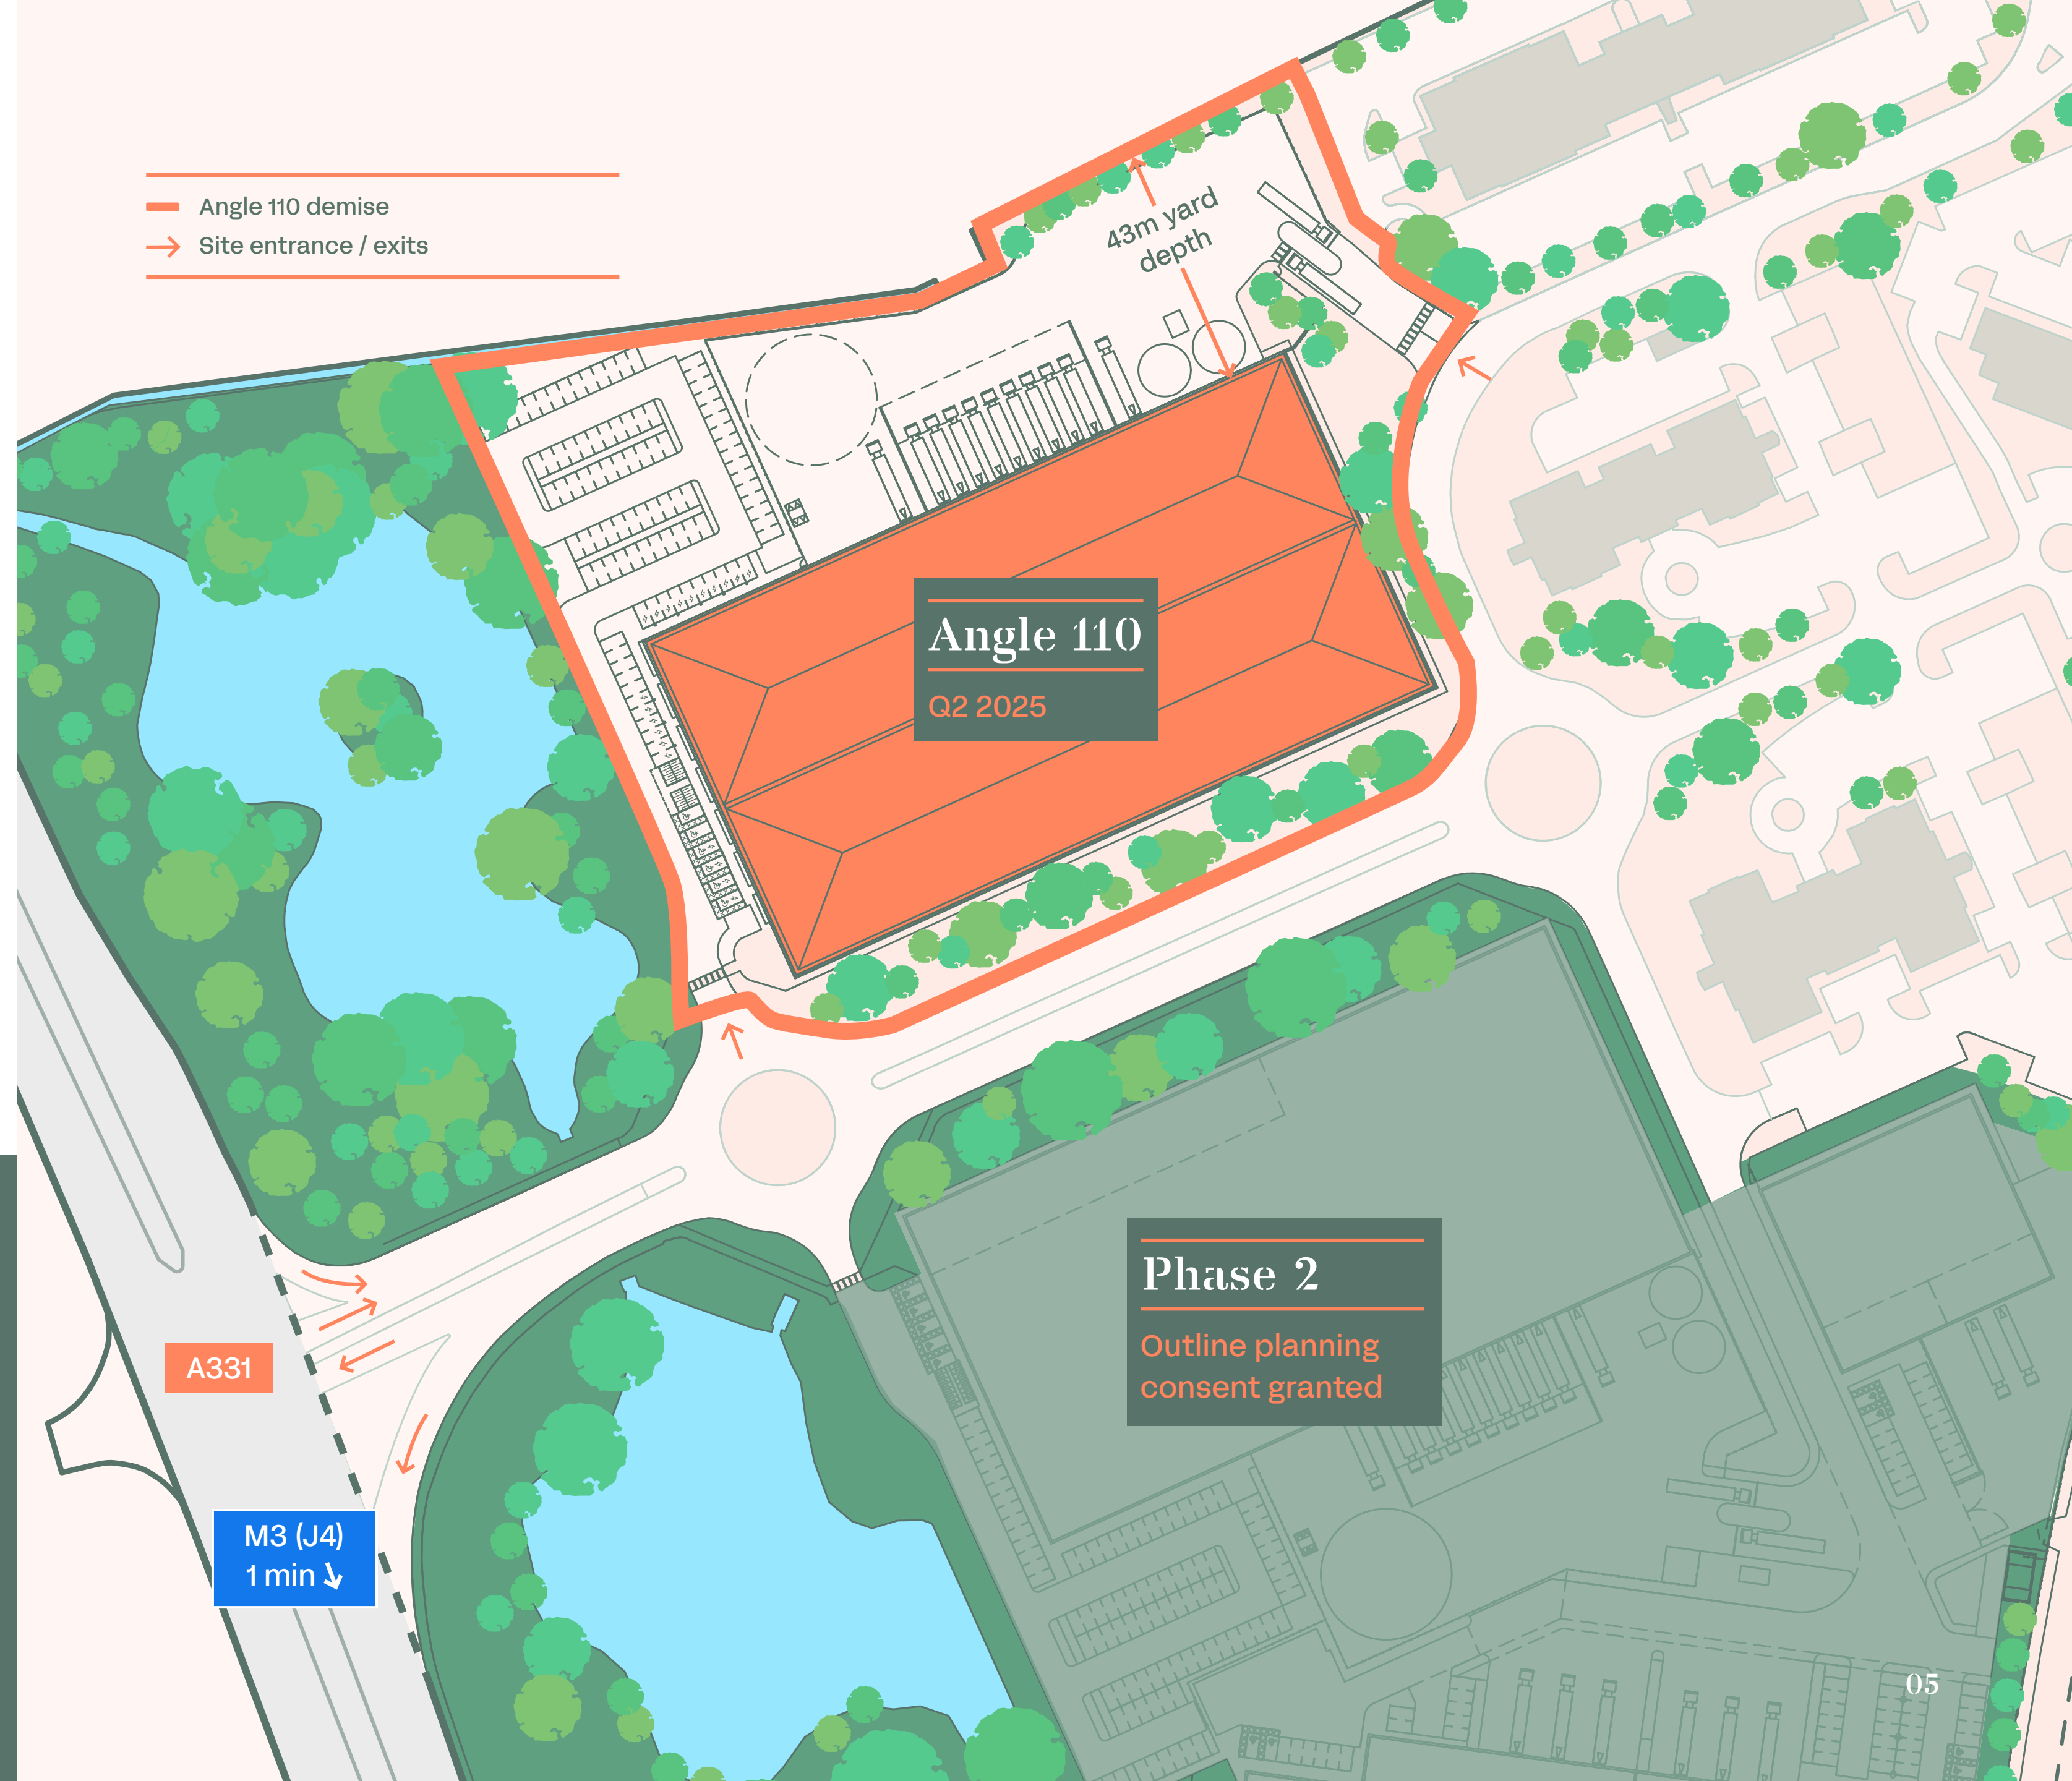 Angle 110 demise
Site entrance / exits
43m yard
depth
Angle 110
Q2 2025
Phase 2
Outline planning
consent granted
A331
M3 (J4)
1 min
05